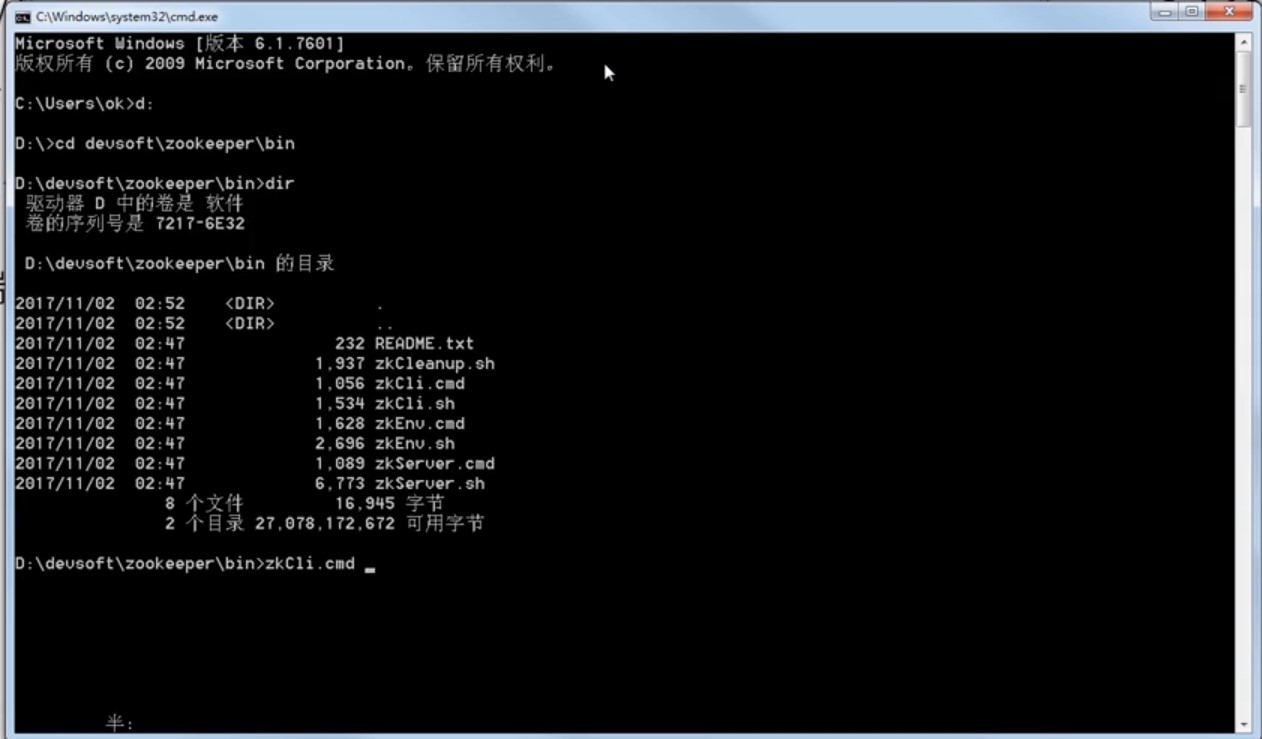 C:\Windows\system32\cmd.exe
Microsoft Windows [版本 6.1.7601]
版权所有 (c) 2009 Microsoft Corporation。保留所有权利。
C:\Users\ok>d:
D:\>cd devsoft\zookeeper\bin
D:\devsoft\zookeeper\bin>dir
驱动器 D 中的卷是 软件
卷的序列号是 7217-6E32
D:\devsoft\zookeeper\bin 的目录
2017/11/02  02:52    <DIR>          .
2017/11/02  02:52    <DIR>          ..
2017/11/02  02:47               232 README.txt
2017/11/02  02:47             1,937 zkCleanup.sh
2017/11/02  02:47             1,056 zkCli.cmd
2017/11/02  02:47             1,534 zkCli.sh
2017/11/02  02:47             1,628 zkEnv.cmd
2017/11/02  02:47             2,696 zkEnv.sh
2017/11/02  02:47             1,089 zkServer.cmd
2017/11/02  02:47             6,773 zkServer.sh
8 个文件         16,945 字节
2 个目录 27,078,172,672 可用字节
D:\devsoft\zookeeper\bin>zkCli.cmd _
半: